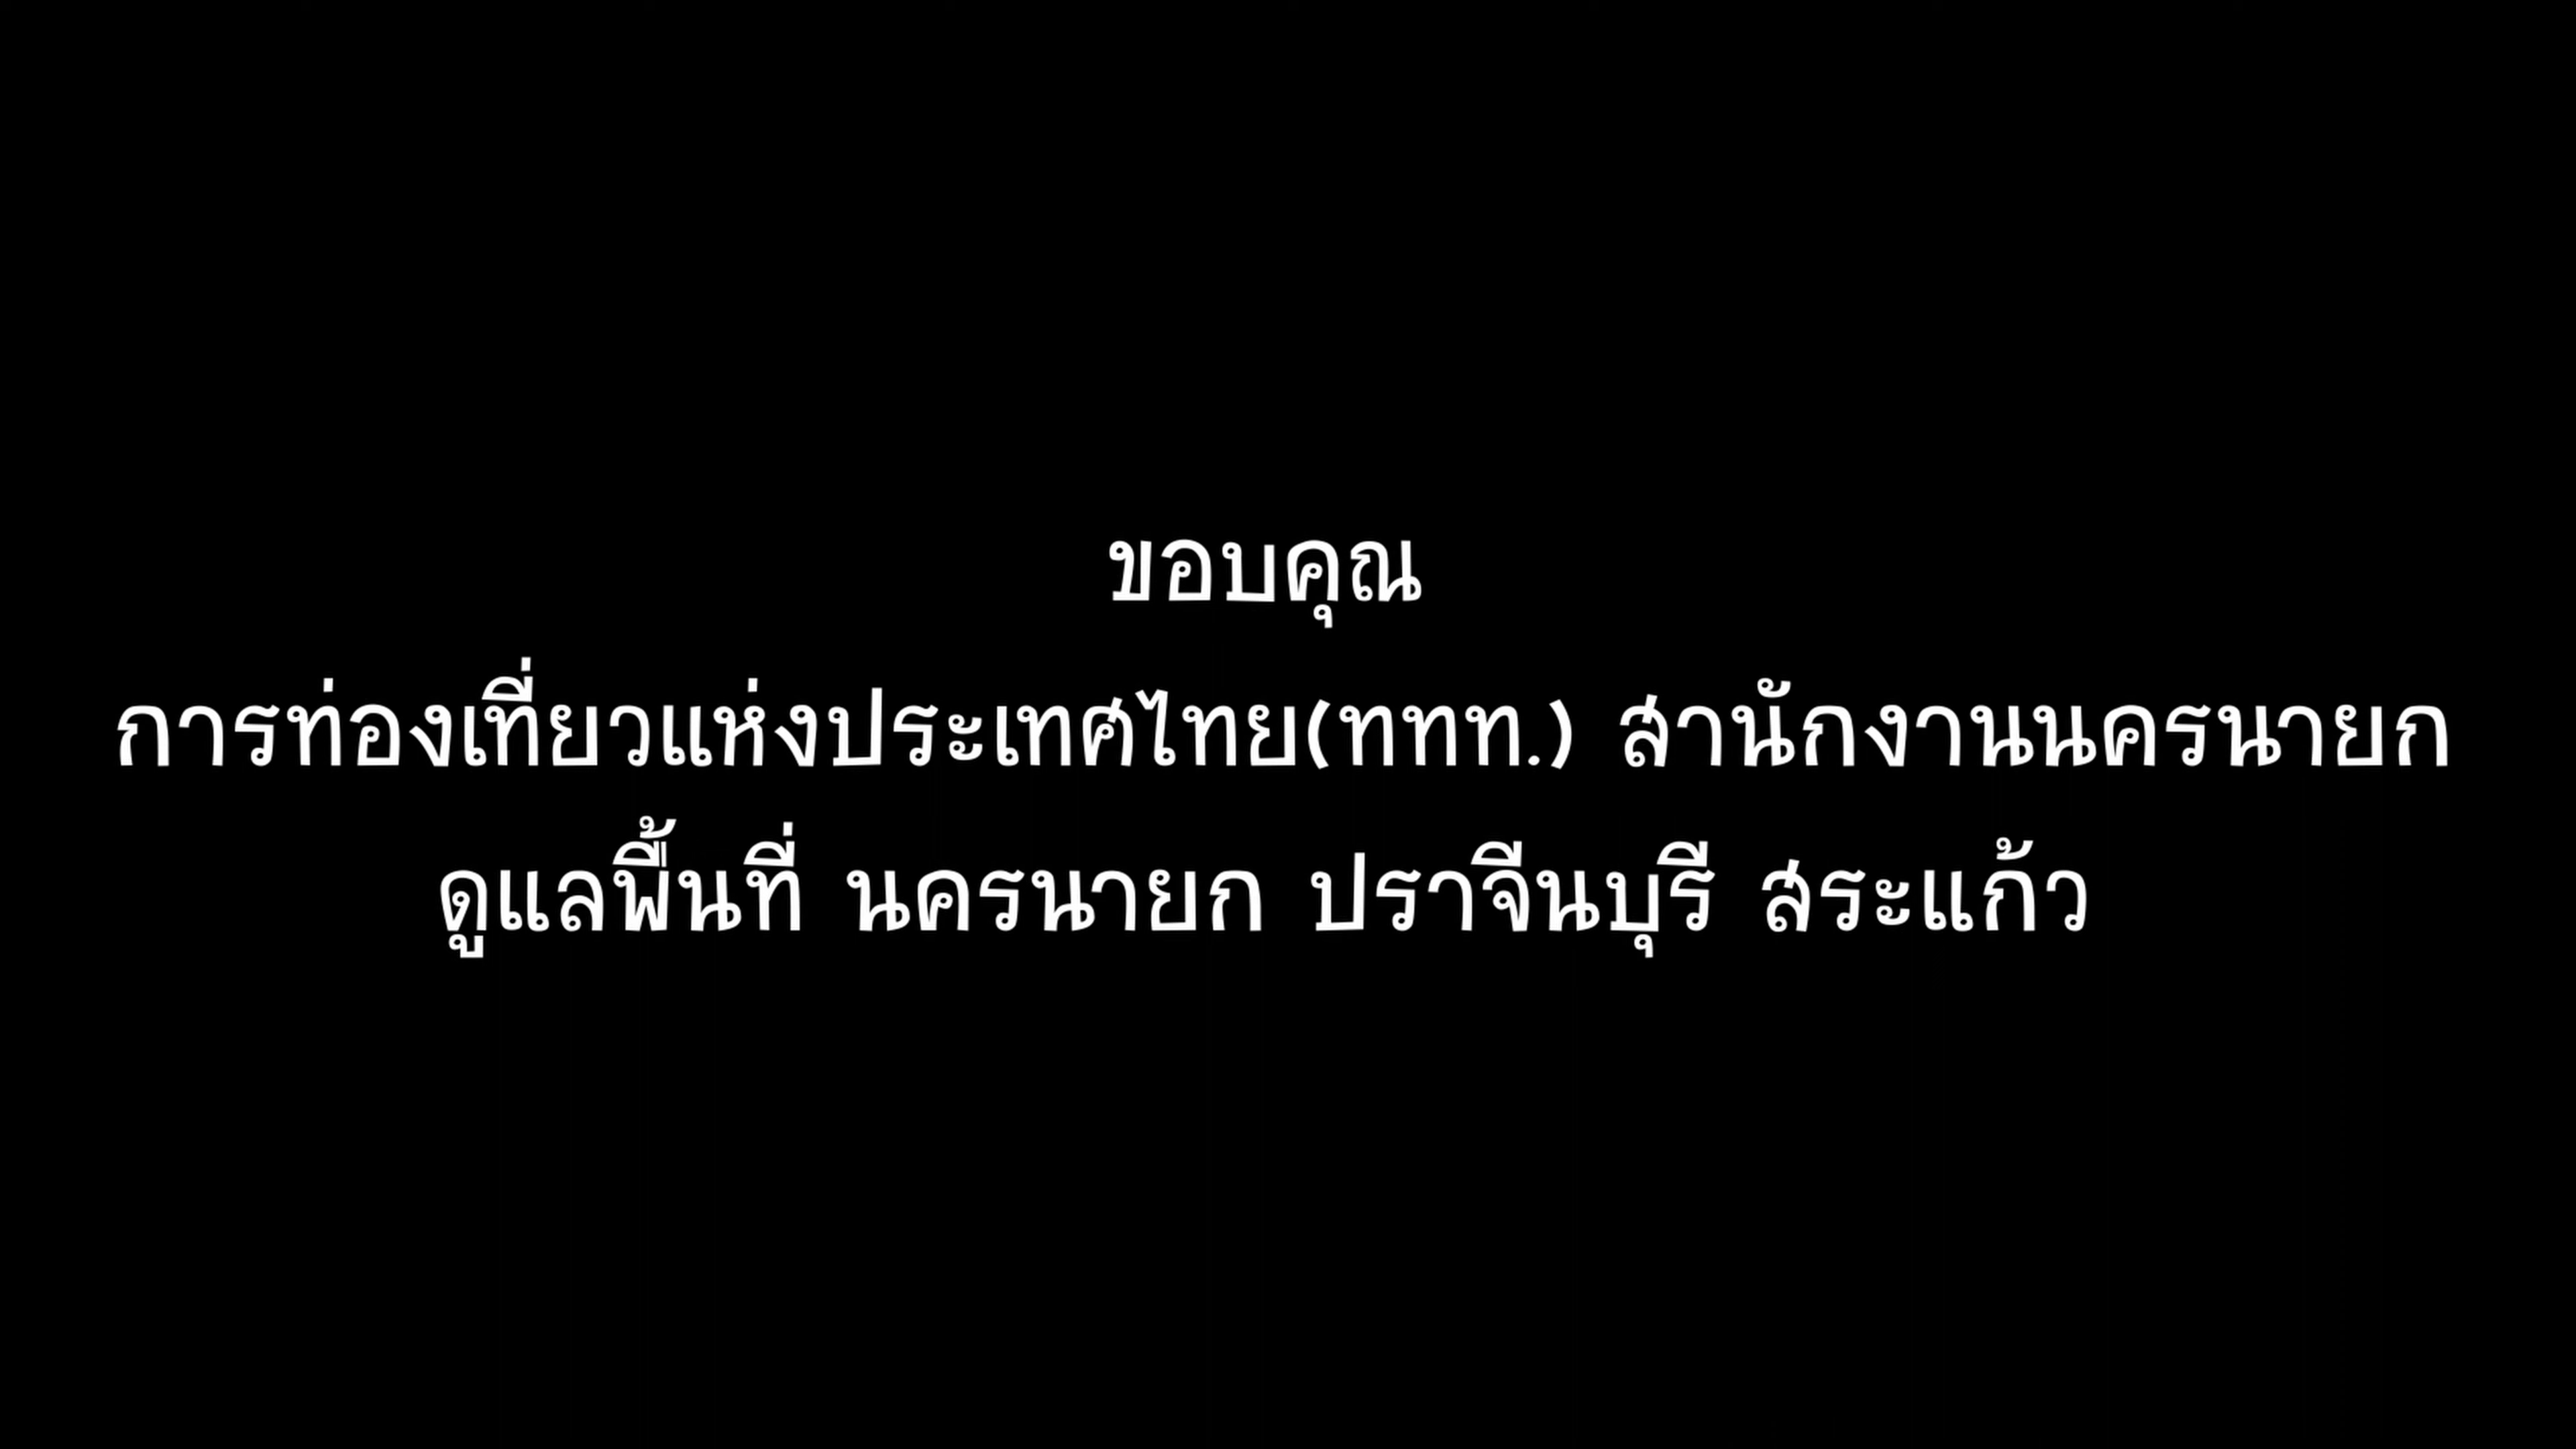 ขอบคุณ
การท่องเที่ยวแห่งประเทศไทย(ททท.) สานักงานนครนายก
ดูแลพื้นที่ นครนายก ปราจีนบุรี สระแก้ว